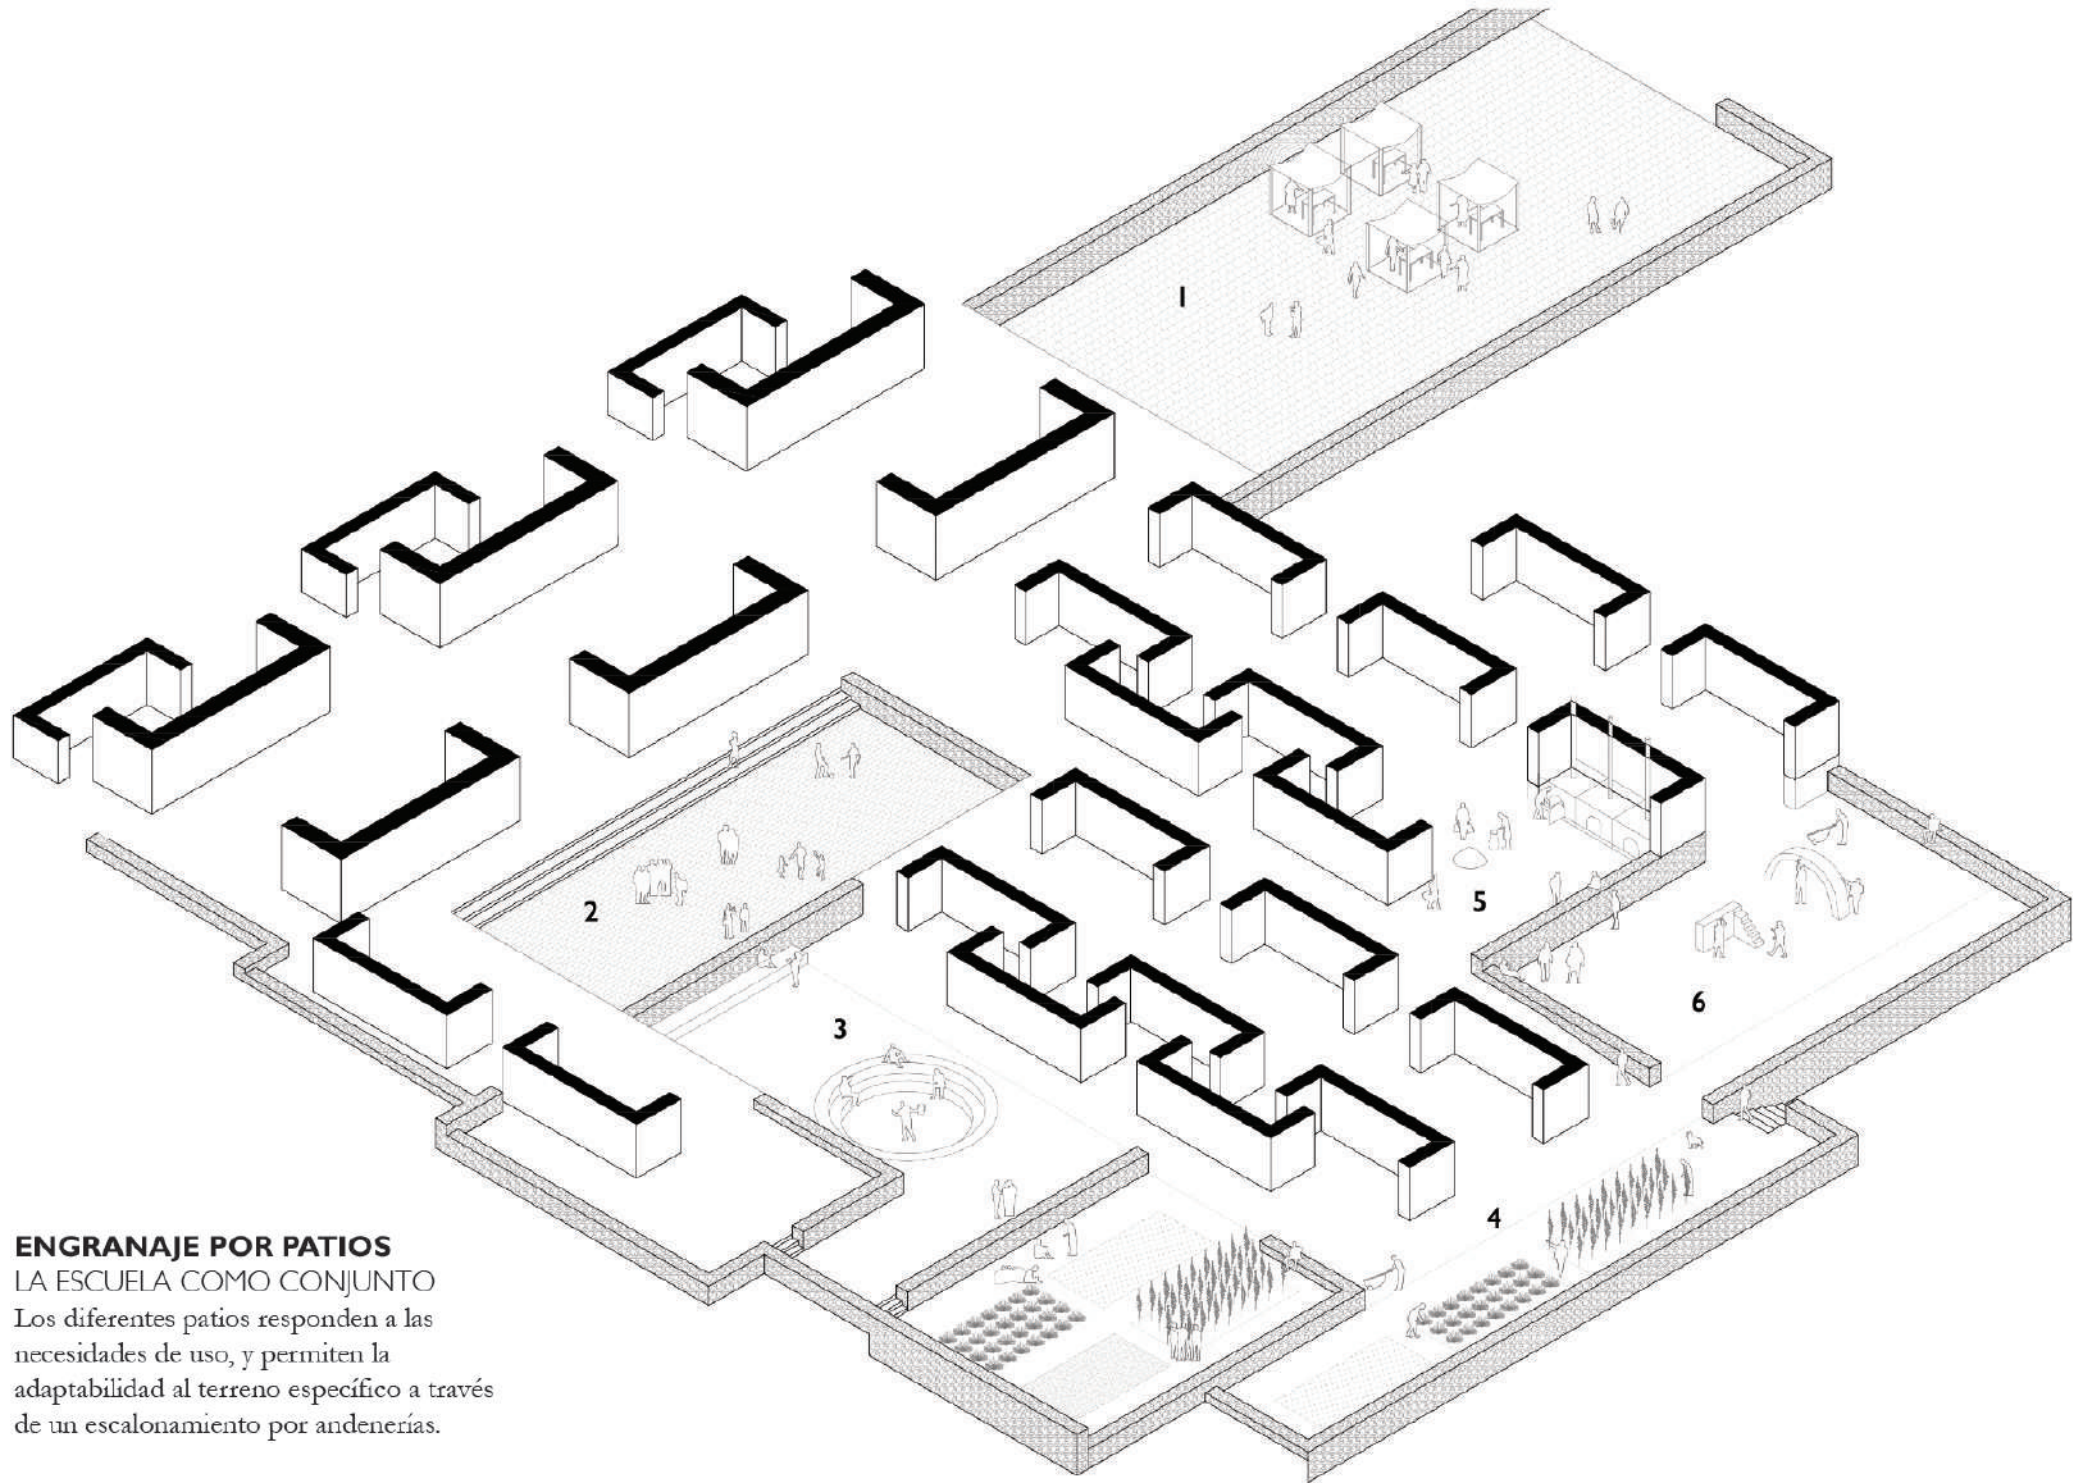 1
2
5
6
3
4
ENGRANAJE POR PATIOS
LA ESCUELA COMO CONJUNTO
Los diferentes patios responden a las
necesidades de uso, y permiten la
adaptabilidad al terreno específico a través
de un escalonamiento por andenerías.